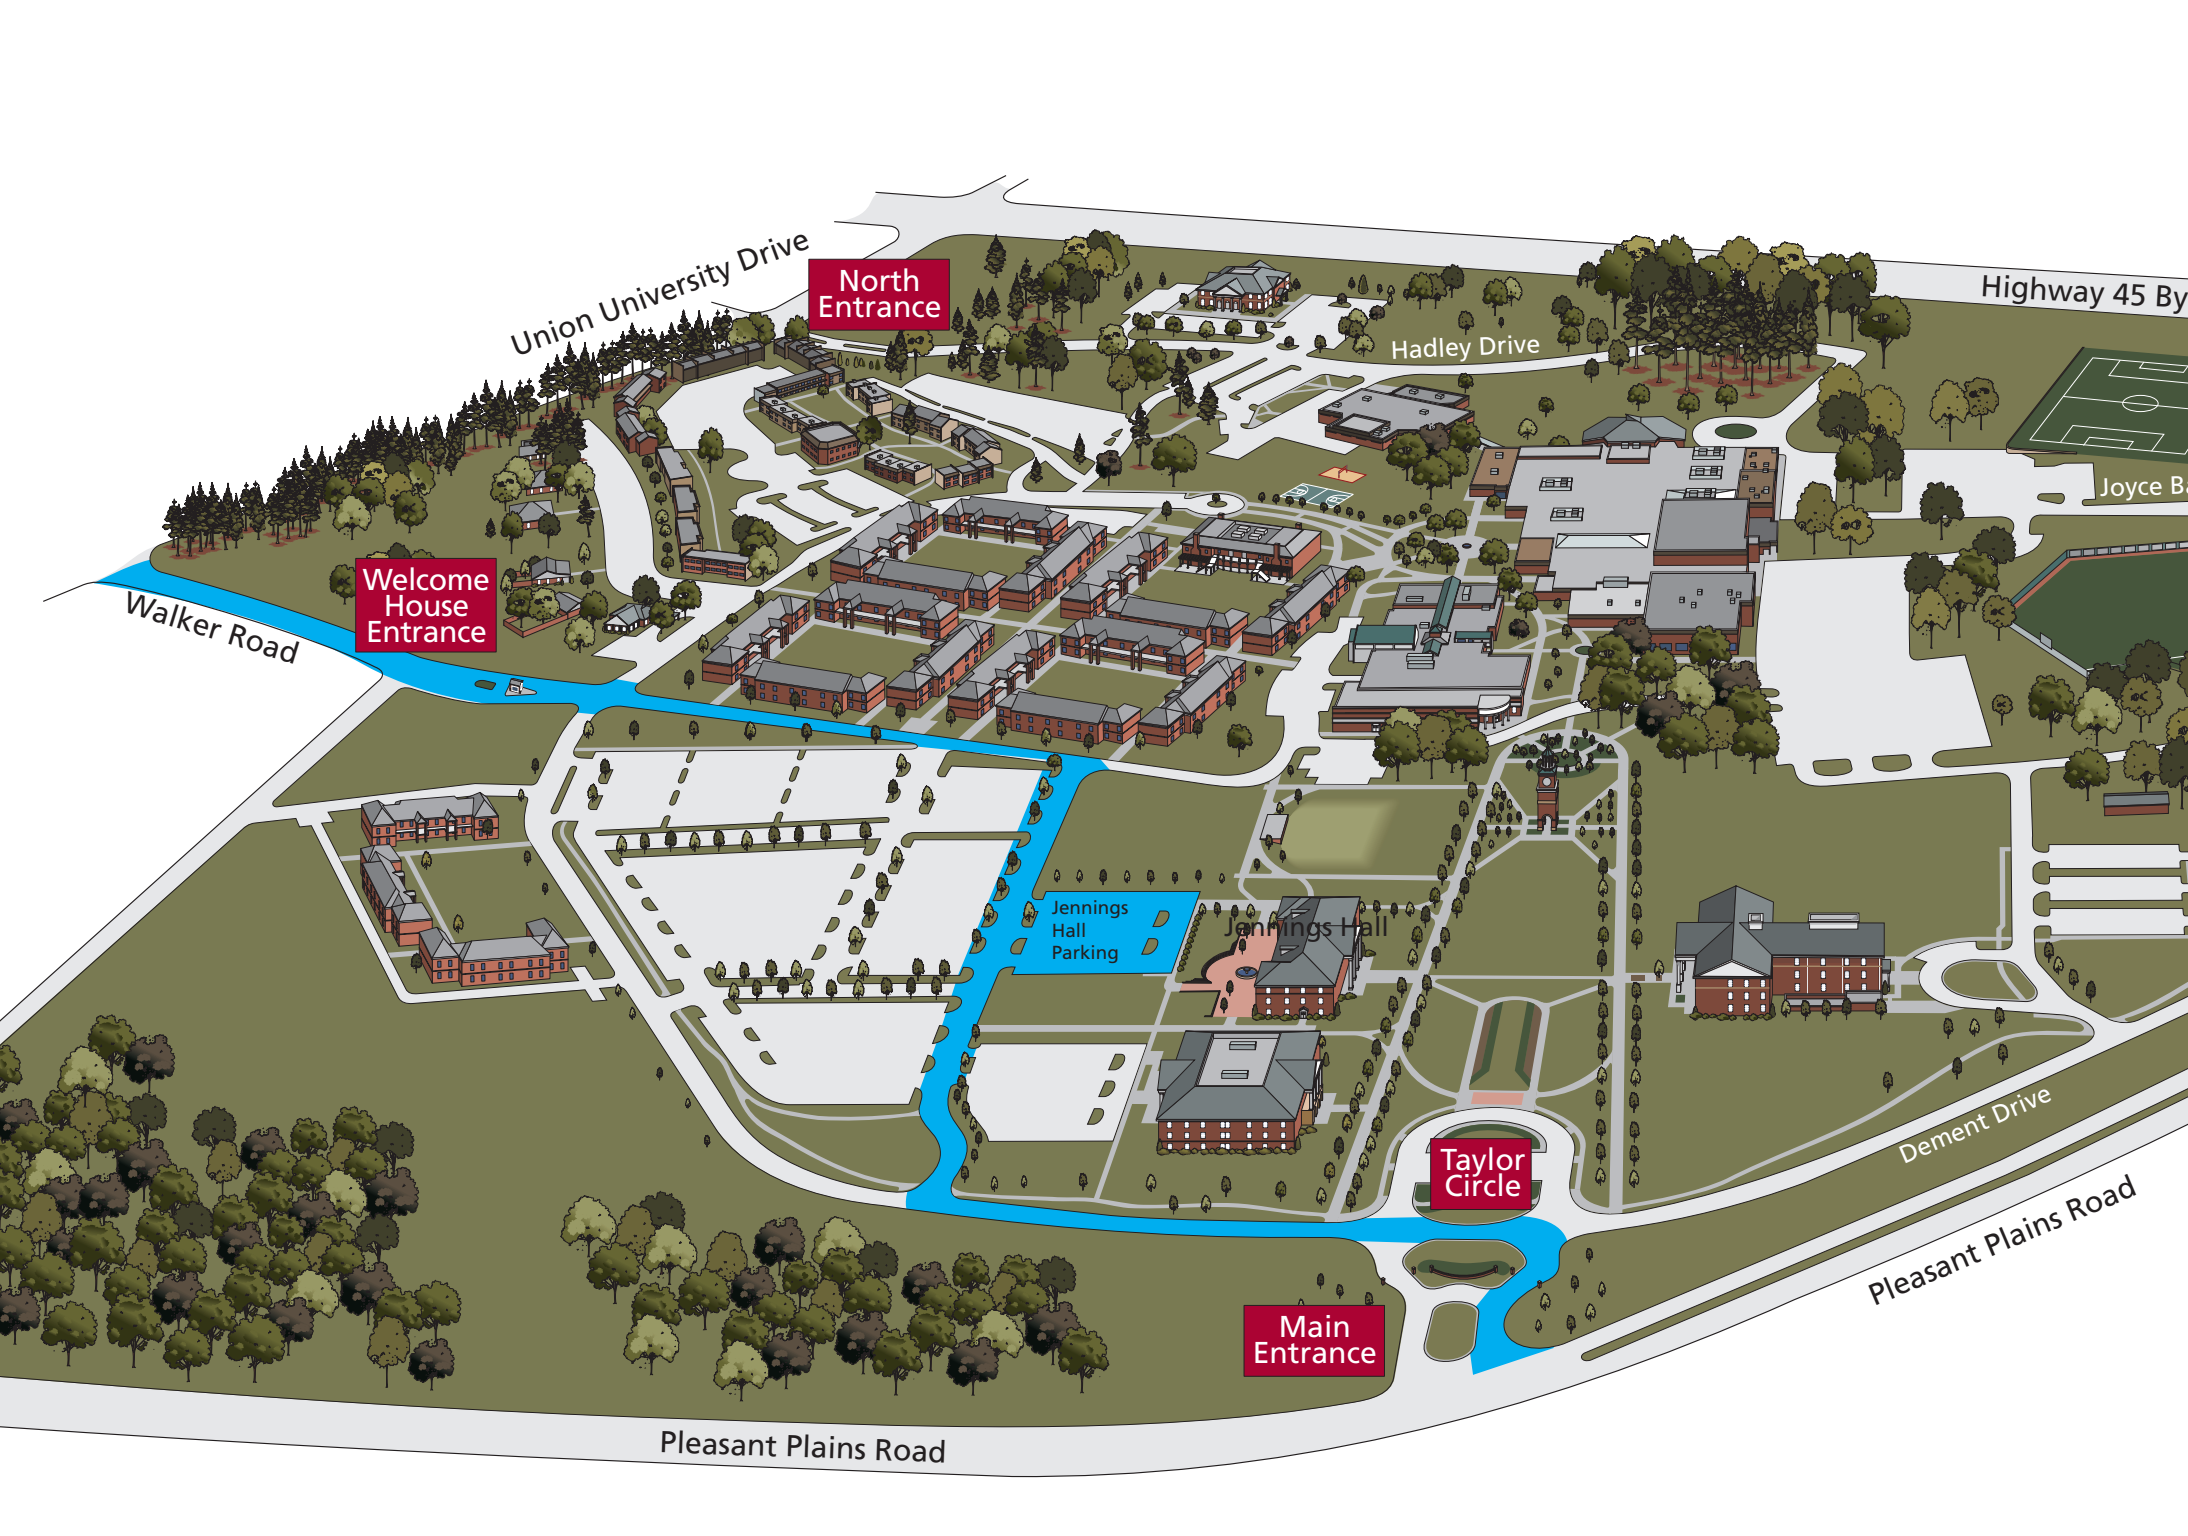 Union University Drive
North
Entrance
Highway 45 By
Hadley Drive
Joyce Ba
Welcome
House
Entrance
Walker Road
Jennings
Hall
Parking
Jennings Hall
Dement Drive
Taylor
Circle
Pleasant Plains Road
Main
Entrance
Pleasant Plains Road